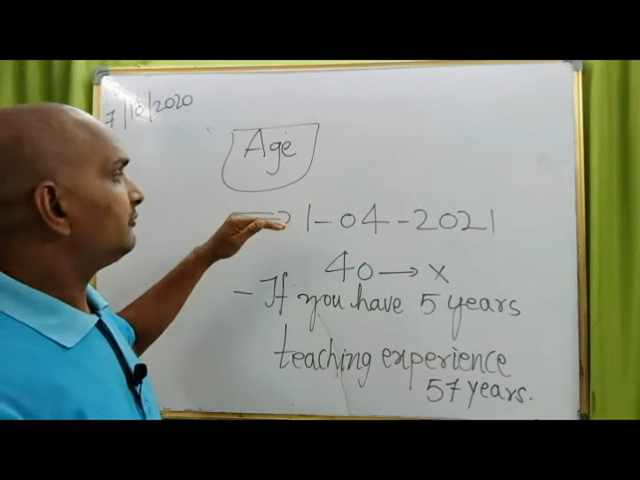 7/10/2020
Age
⇒ 1-04-2021
40 → x
- If you have 5 years
teaching experience
57 years.